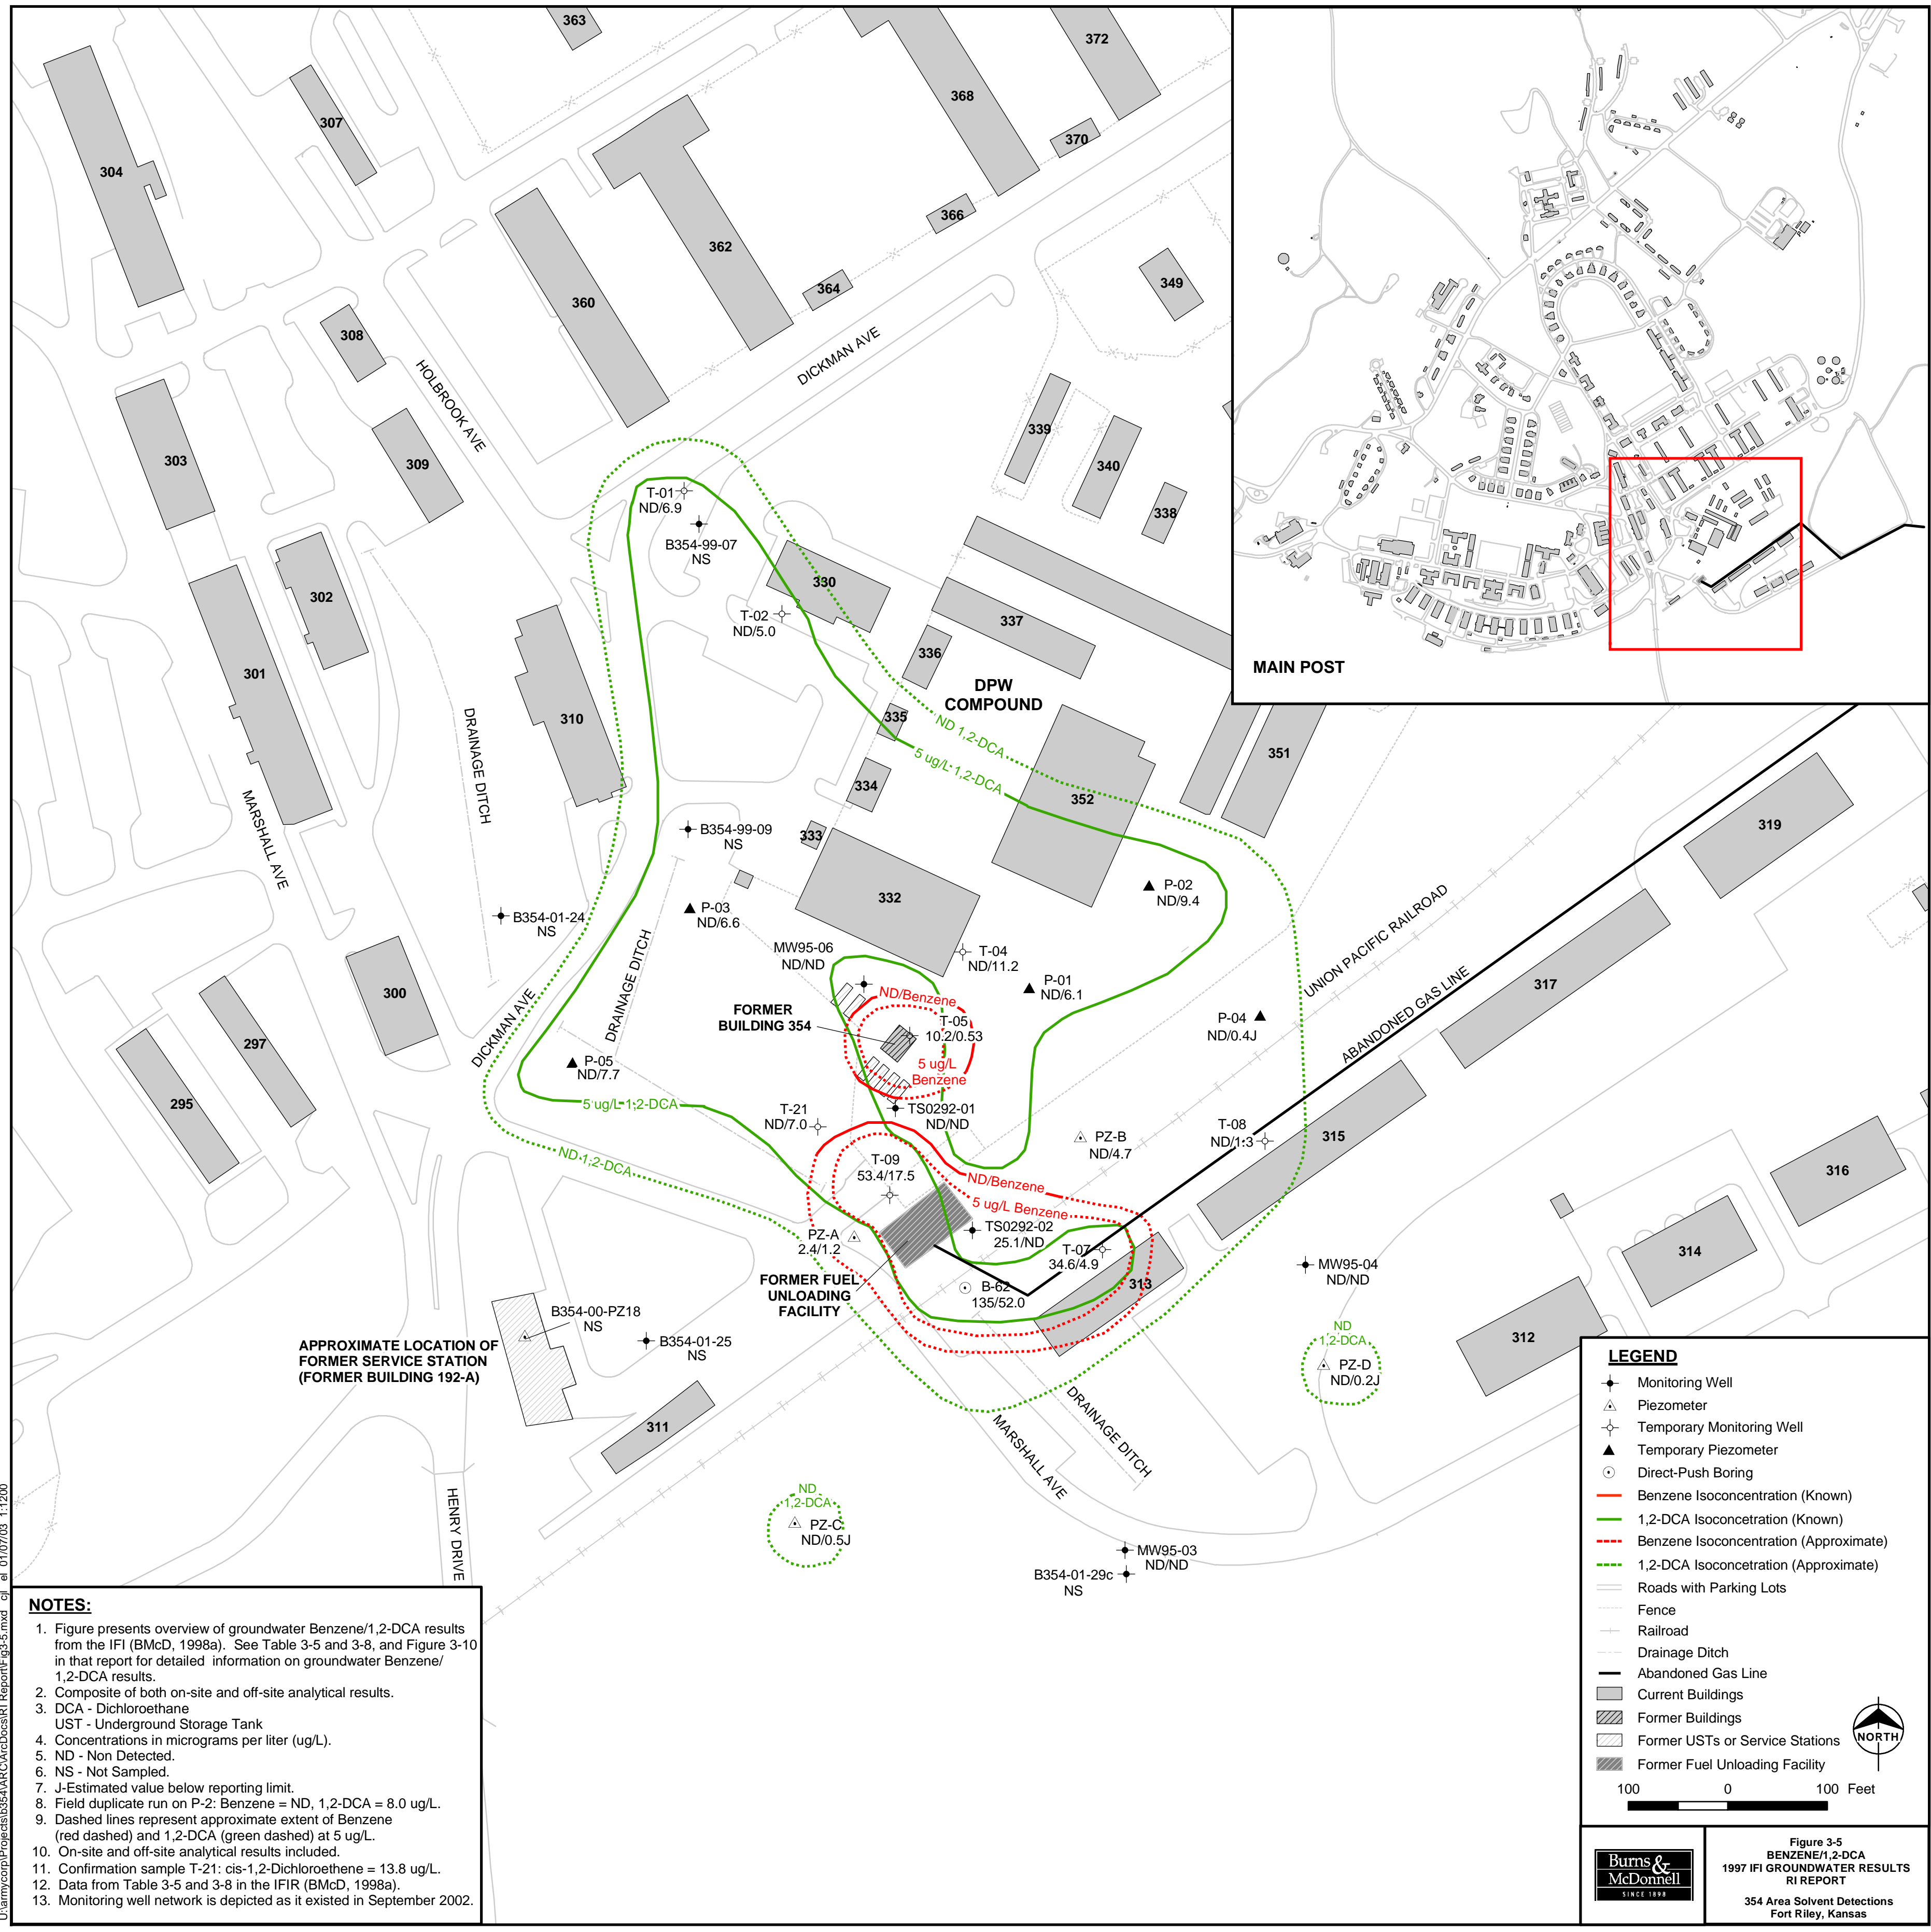 363
372
368
370
304
307
366
362
349
364
360
308
DICKMAN AVE
HOLBROOK AVE
339
340
338
303
309
T-01
ND/6.9
B354-99-07
NS
330
T-02
ND/5.0
302
337
336
301
310
DPW
COMPOUND
335
ND 1,2-DCA
5 ug/L 1,2-DCA
351
DRAINAGE DITCH
334
352
MARSHALL AVE
B354-99-09
NS
333
319
332
P-02
ND/9.4
P-03
ND/6.6
B354-01-24
NS
UNION PACIFIC RAILROAD
MW95-06
ND/ND
T-04
ND/11.2
317
300
DRAINAGE DITCH
P-01
ND/6.1
ABANDONED GAS LINE
ND/Benzene
FORMER
BUILDING 354
T-05
10.2/0.53
P-04
ND/0.4J
DICKMAN AVE
297
5 ug/L
Benzene
P-05
ND/7.7
295
5 ug/L 1,2-DCA
T-21
ND/7.0
TS0292-01
ND/ND
T-08
ND/1.3
315
PZ-B
ND/4.7
ND 1,2-DCA
T-09
53.4/17.5
316
ND/Benzene
5 ug/L Benzene
PZ-A
2.4/1.2
TS0292-02
25.1/ND
T-07
34.6/4.9
314
MW95-04
ND/ND
FORMER FUEL
UNLOADING
FACILITY
B-62
135/52.0
313
B354-00-PZ18
NS
B354-01-25
NS
APPROXIMATE LOCATION OF
FORMER SERVICE STATION
(FORMER BUILDING 192-A)
ND
1,2-DCA
PZ-D
ND/0.2J
312
311
MARSHALL AVE
DRAINAGE DITCH
HENRY DRIVE
ND
1,2-DCA
PZ-C
ND/0.5J
MW95-03
ND/ND
B354-01-29c
NS
MAIN POST
LEGEND
Monitoring Well
Piezometer
Temporary Monitoring Well
Temporary Piezometer
Direct-Push Boring
Benzene Isoconcentration (Known)
1,2-DCA Isoconcetration (Known)
Benzene Isoconcentration (Approximate)
1,2-DCA Isoconcetration (Approximate)
Roads with Parking Lots
Fence
Railroad
Drainage Ditch
Abandoned Gas Line
Current Buildings
Former Buildings
Former USTs or Service Stations
Former Fuel Unloading Facility
NORTH
100 0 100 Feet
Burns &
McDonnell
SINCE 1898
Figure 3-5
BENZENE/1,2-DCA
1997 IFI GROUNDWATER RESULTS
RI REPORT
354 Area Solvent Detections
Fort Riley, Kansas
NOTES:
1. Figure presents overview of groundwater Benzene/1,2-DCA results
from the IFI (BMcD, 1998a). See Table 3-5 and 3-8, and Figure 3-10
in that report for detailed information on groundwater Benzene/
1,2-DCA results.
2. Composite of both on-site and off-site analytical results.
3. DCA - Dichloroethane
UST - Underground Storage Tank
4. Concentrations in micrograms per liter (ug/L).
5. ND - Non Detected.
6. NS - Not Sampled.
7. J-Estimated value below reporting limit.
8. Field duplicate run on P-2: Benzene = ND, 1,2-DCA = 8.0 ug/L.
9. Dashed lines represent approximate extent of Benzene
(red dashed) and 1,2-DCA (green dashed) at 5 ug/L.
10. On-site and off-site analytical results included.
11. Confirmation sample T-21: cis-1,2-Dichloroethene = 13.8 ug/L.
12. Data from Table 3-5 and 3-8 in the IFIR (BMcD, 1998a).
13. Monitoring well network is depicted as it existed in September 2002.
U:\armycorp\Projects\b354\ARC\ArcDocs\RI Report\Fig3-5.mxd cjl el 01/07/03 1:1200